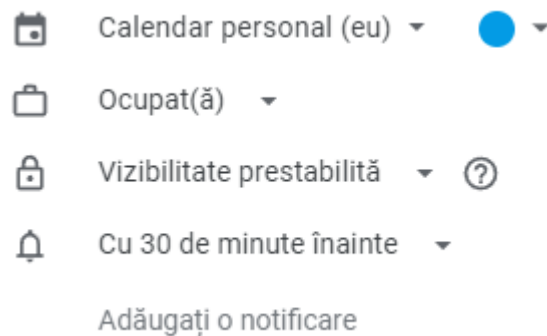 Calendar personal (eu)
Ocupat(ă)
Vizibilitate prestabilită
Cu 30 de minute înainte
Adăugați o notificare